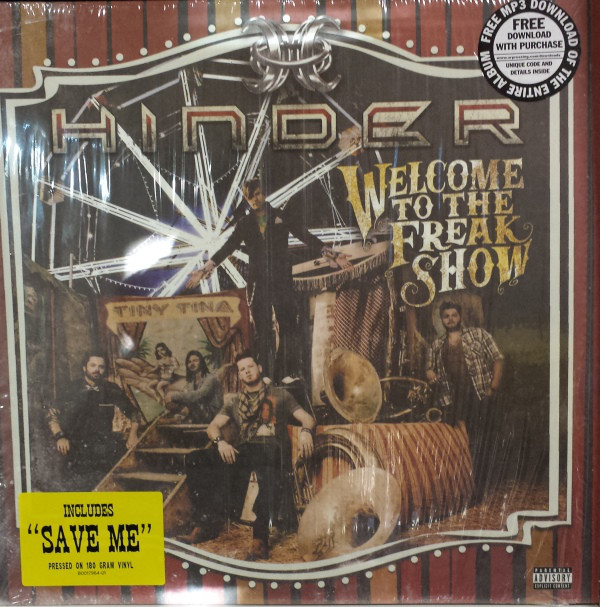 FREE MP3 DOWNLOAD OF THE ENTIRE ALBUM
FREE
DOWNLOAD
WITH PURCHASE
UNIQUE CODE AND
DETAILS INSIDE
HINDER
WELCOME
TO THE
FREAK
SHOW
TINY TINA
INCLUDES
"SAVE ME"
PRESSED ON 180 GRAM VINYL
PARENTAL
ADVISORY
EXPLICIT CONTENT